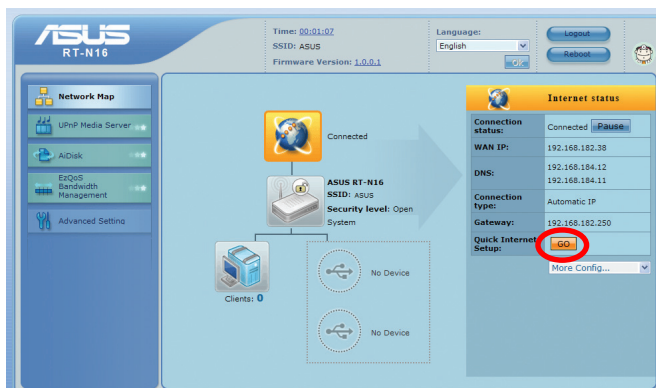 ASUS
RT-N16
Time: 00:01:07
SSID: ASUS
Firmware Version: 1.0.0.1
Language:
English
OK
Logout
Reboot
Network Map
UPnP Media Server
AiDisk
EzQoS
Bandwidth
Management
Advanced Setting
Connected
ASUS RT-N16
SSID: ASUS
Security level: Open
System
Clients: 0
No Device
No Device
Internet status
Connection
status:
Connected Pause
WAN IP: 192.168.182.38
DNS: 192.168.184.12
192.168.184.11
Connection
type:
Automatic IP
Gateway: 192.168.182.250
Quick Internet
Setup:
GO
More Config...